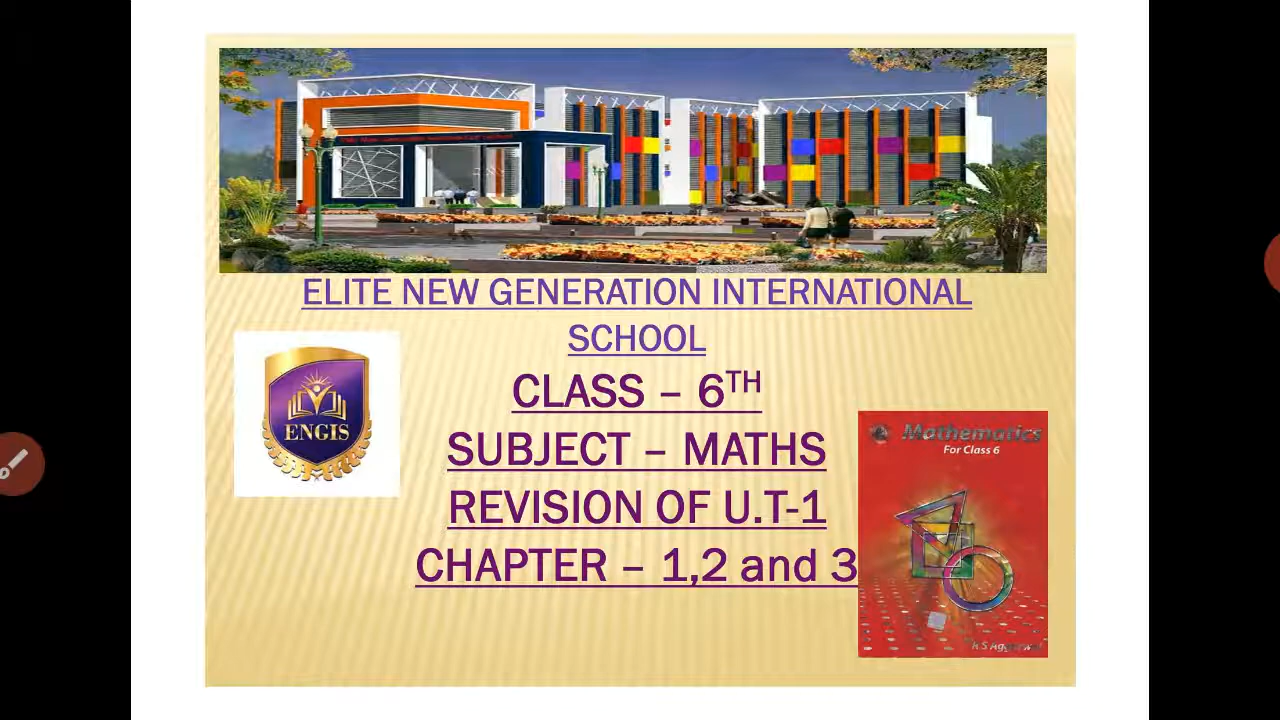 ELITE NEW GENERATION INTERNATIONAL
SCHOOL
CLASS – 6TH
SUBJECT – MATHS
REVISION OF U.T-1
CHAPTER – 1,2 and 3
ENGIS
Mathematics
For Class 6
R S Aggarwal